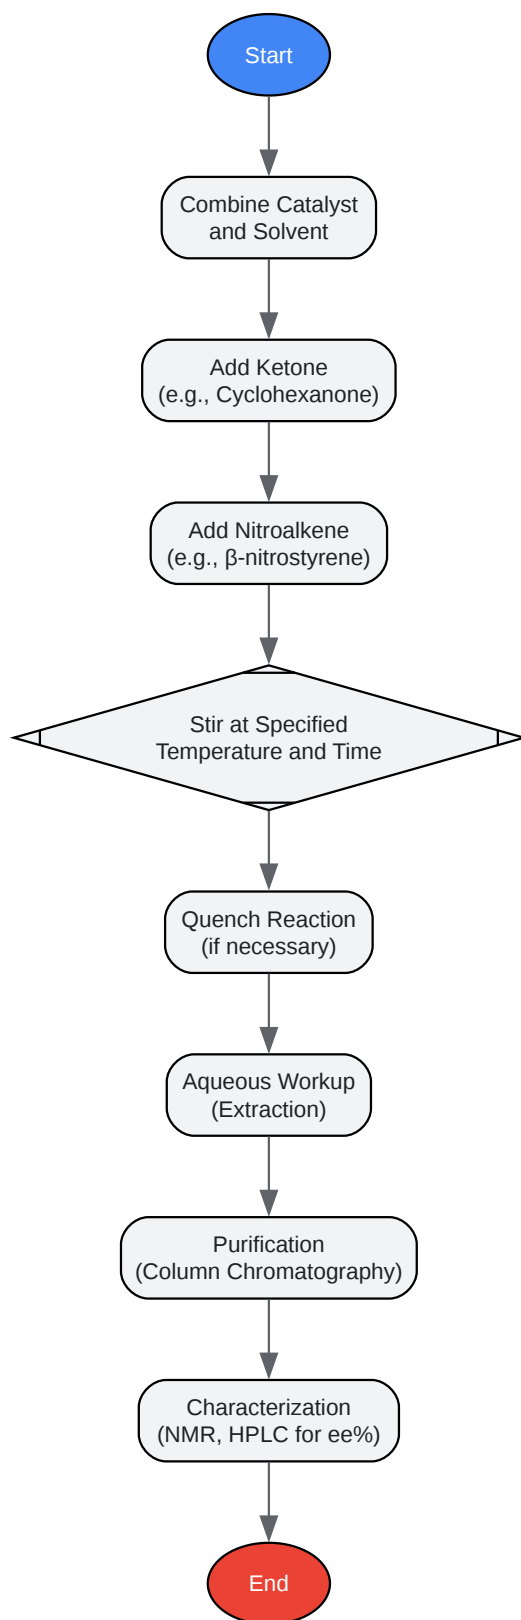 Start
Combine Catalyst
and Solvent
Add Ketone
(e.g., Cyclohexanone)
Add Nitroalkene
(e.g., β-nitrostyrene)
Stir at Specified
Temperature and Time
Quench Reaction
(if necessary)
Aqueous Workup
(Extraction)
Purification
(Column Chromatography)
Characterization
(NMR, HPLC for ee%)
End